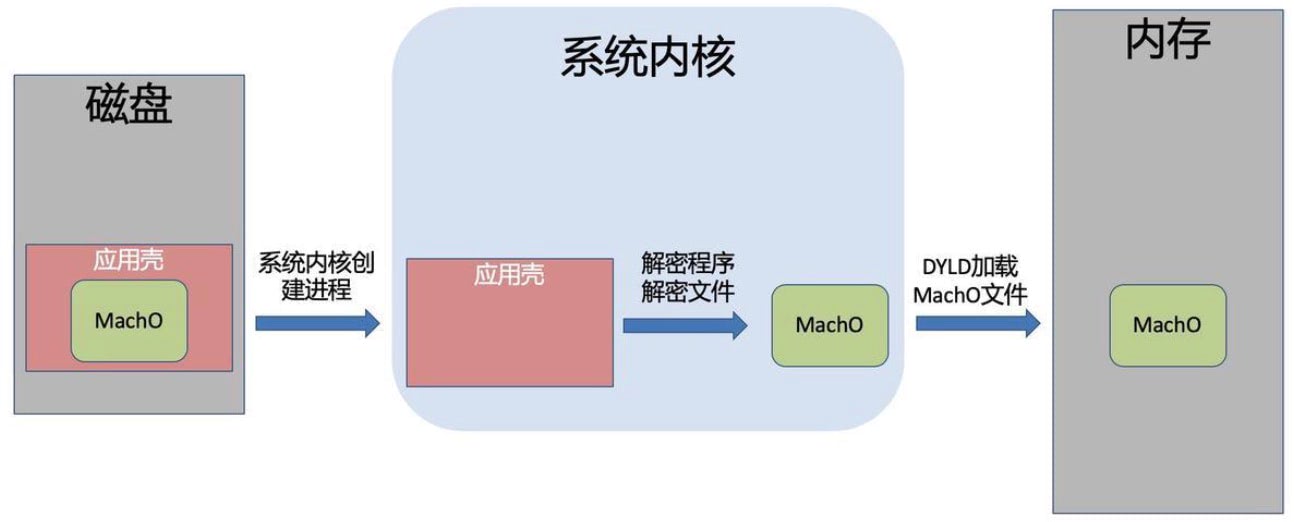 磁盘
应用壳
MachO
系统内核创
建进程
系统内核
应用壳
解密程序
解密文件
MachO
DYLD加载
MachO文件
内存
MachO